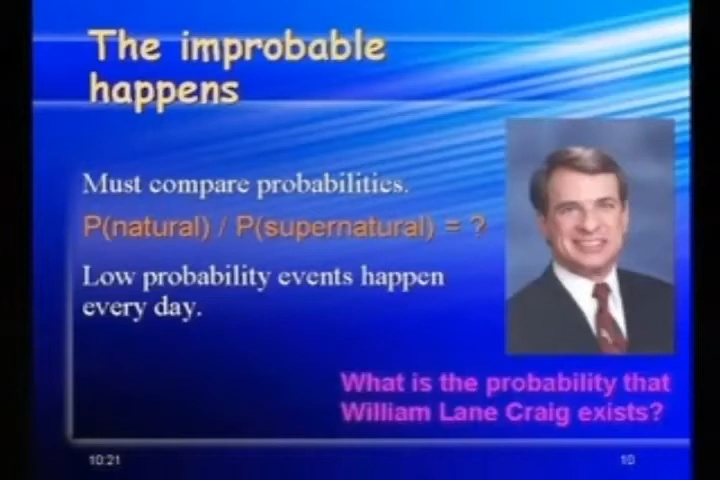 The improbable
happens
Must compare probabilities.
P(natural) / P(supernatural) = ?
Low probability events happen
every day.
What is the probability that
William Lane Craig exists?
10:21
10